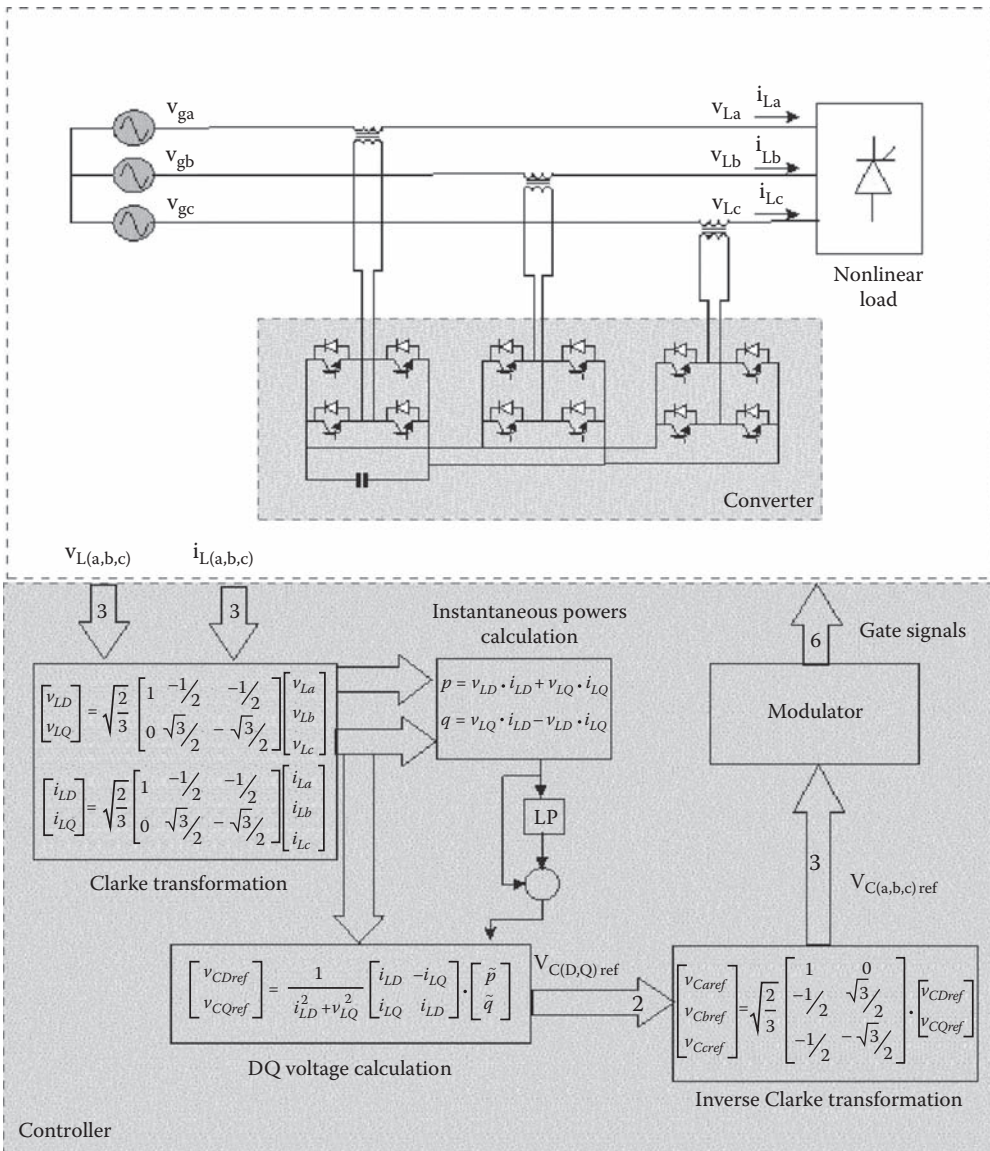 v_ga
v_gb
v_gc
v_La
i_La
v_Lb
i_Lb
v_Lc
i_Lc
Nonlinear
load
Converter
v_L(a,b,c)
i_L(a,b,c)
3
3
[v_LD v_LQ] = √(2/3) [1 -1/2 -1/2; 0 √3/2 -√3/2] [v_La v_Lb v_Lc]
[i_LD i_LQ] = √(2/3) [1 -1/2 -1/2; 0 √3/2 -√3/2] [i_La i_Lb i_Lc]
Clarke transformation
Instantaneous powers
calculation
p = v_LD · i_LD + v_LQ · i_LQ
q = v_LQ · i_LD − v_LD · i_LQ
LP
6
Gate signals
Modulator
3
V_C(a,b,c) ref
[v_CDref v_CQref] = 1/(i_LD^2 + v_LQ^2) [i_LD -i_LQ; i_LQ i_LD] · [p̃ q̃]
DQ voltage calculation
V_C(D,Q) ref
2
[v_Caref v_Cbref v_Ccref] = √(2/3) [1 0; -1/2 √3/2; -1/2 -√3/2] · [v_CDref v_CQref]
Inverse Clarke transformation
Controller